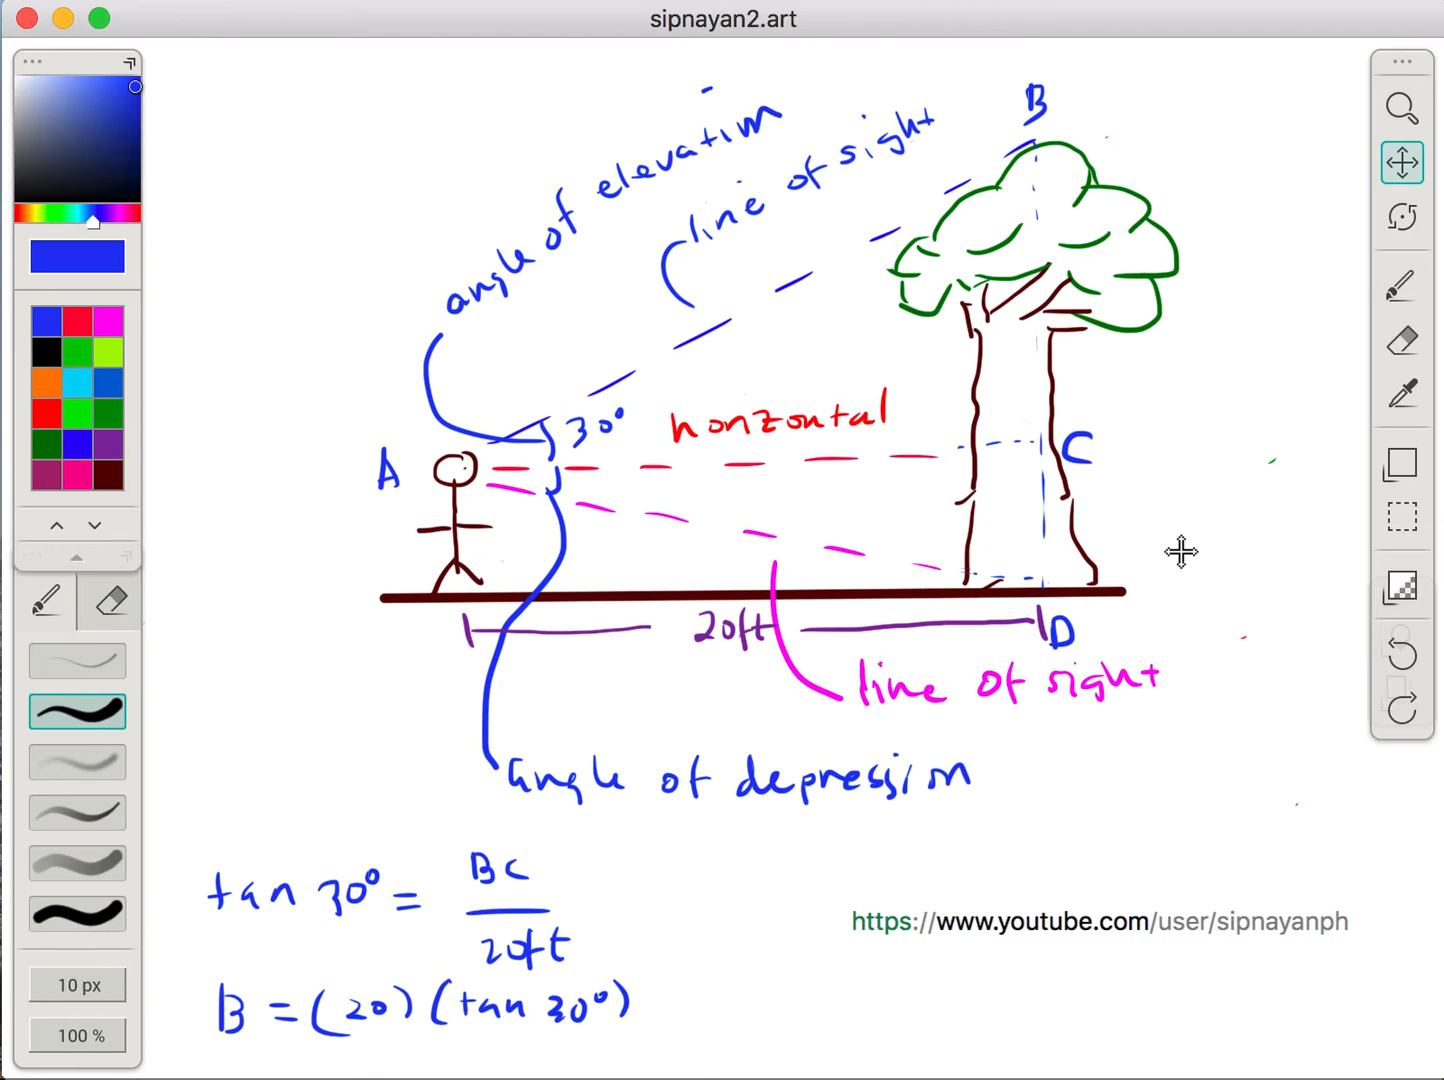 sipnayan2.art
B
angle of elevation
line of sight
30°
horizontal
A
C
20ft
D
line of sight
angle of depression
tan 30° = BC
20ft
B = (20) (tan 30°)
https://www.youtube.com/user/sipnayanph
10 px
100 %